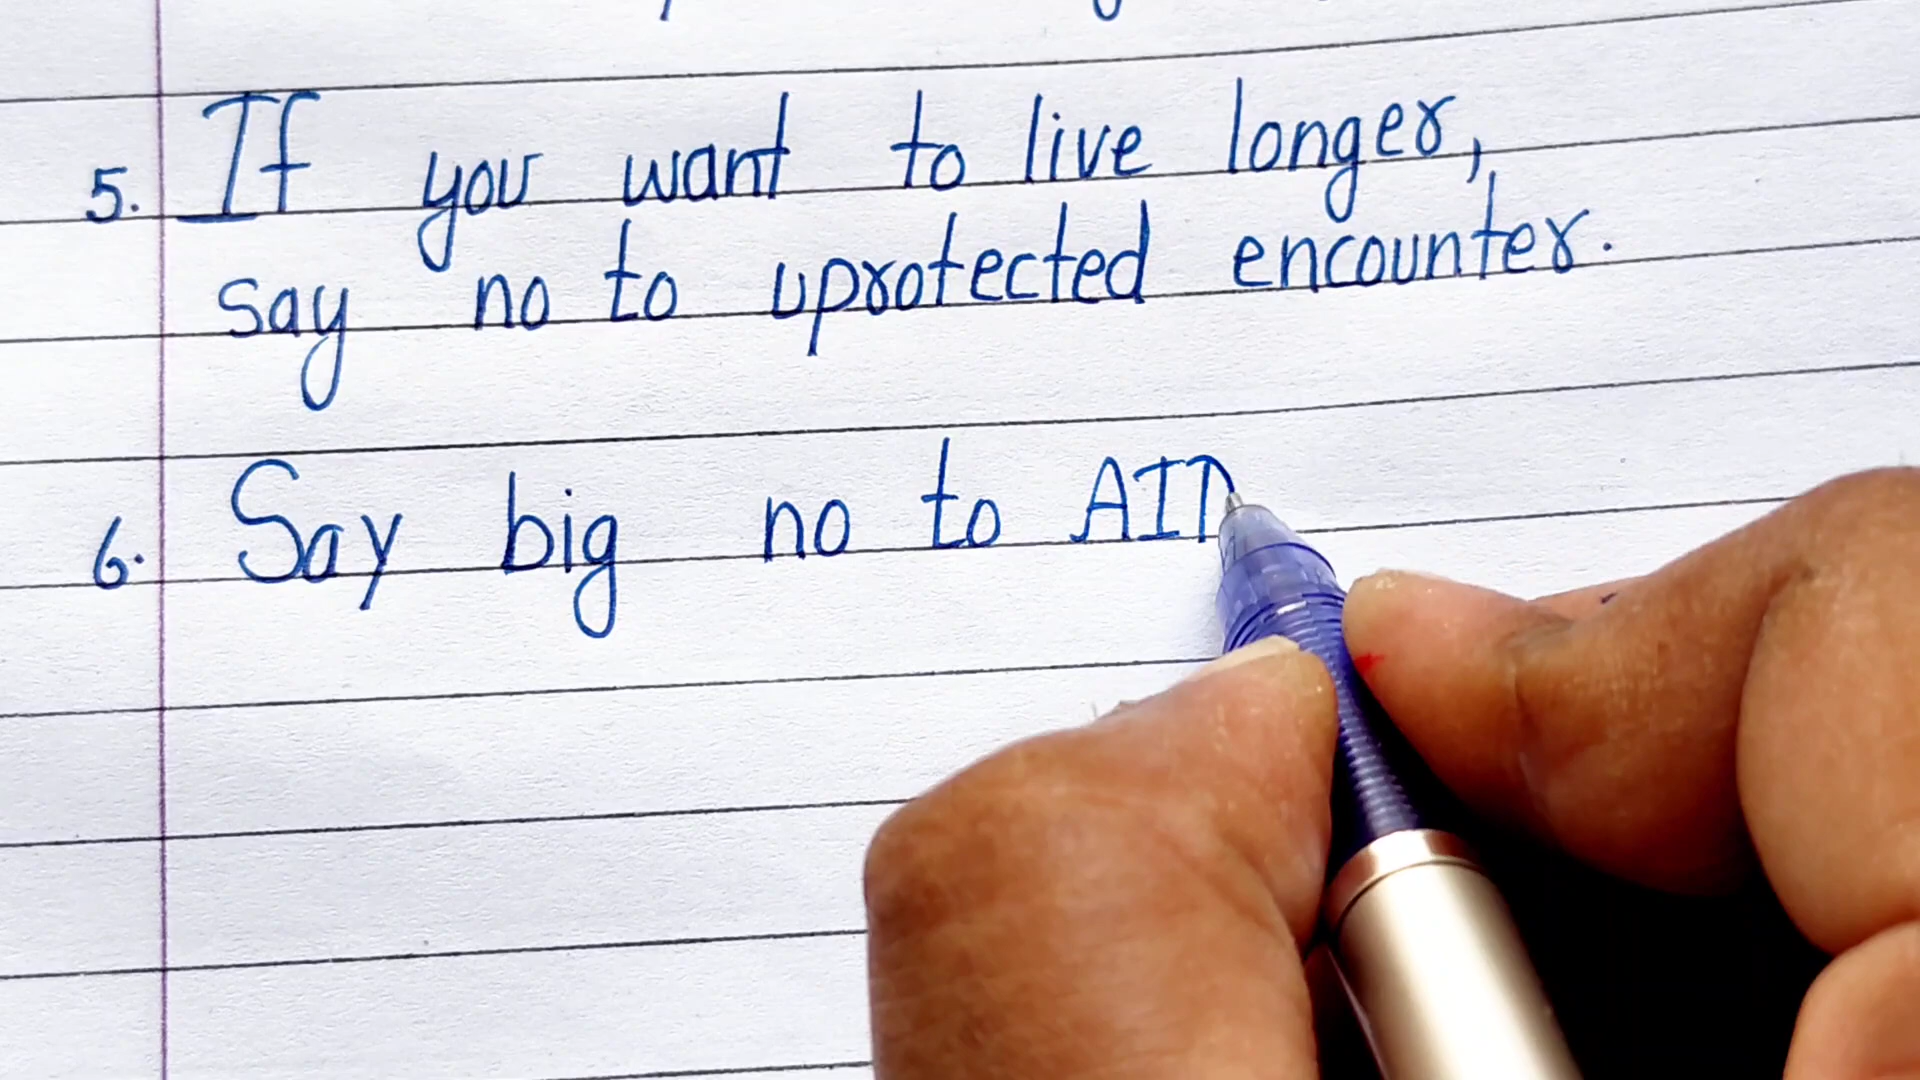 5. If you want to live longer,
say no to uprotected encounter.
6. Say big no to AID